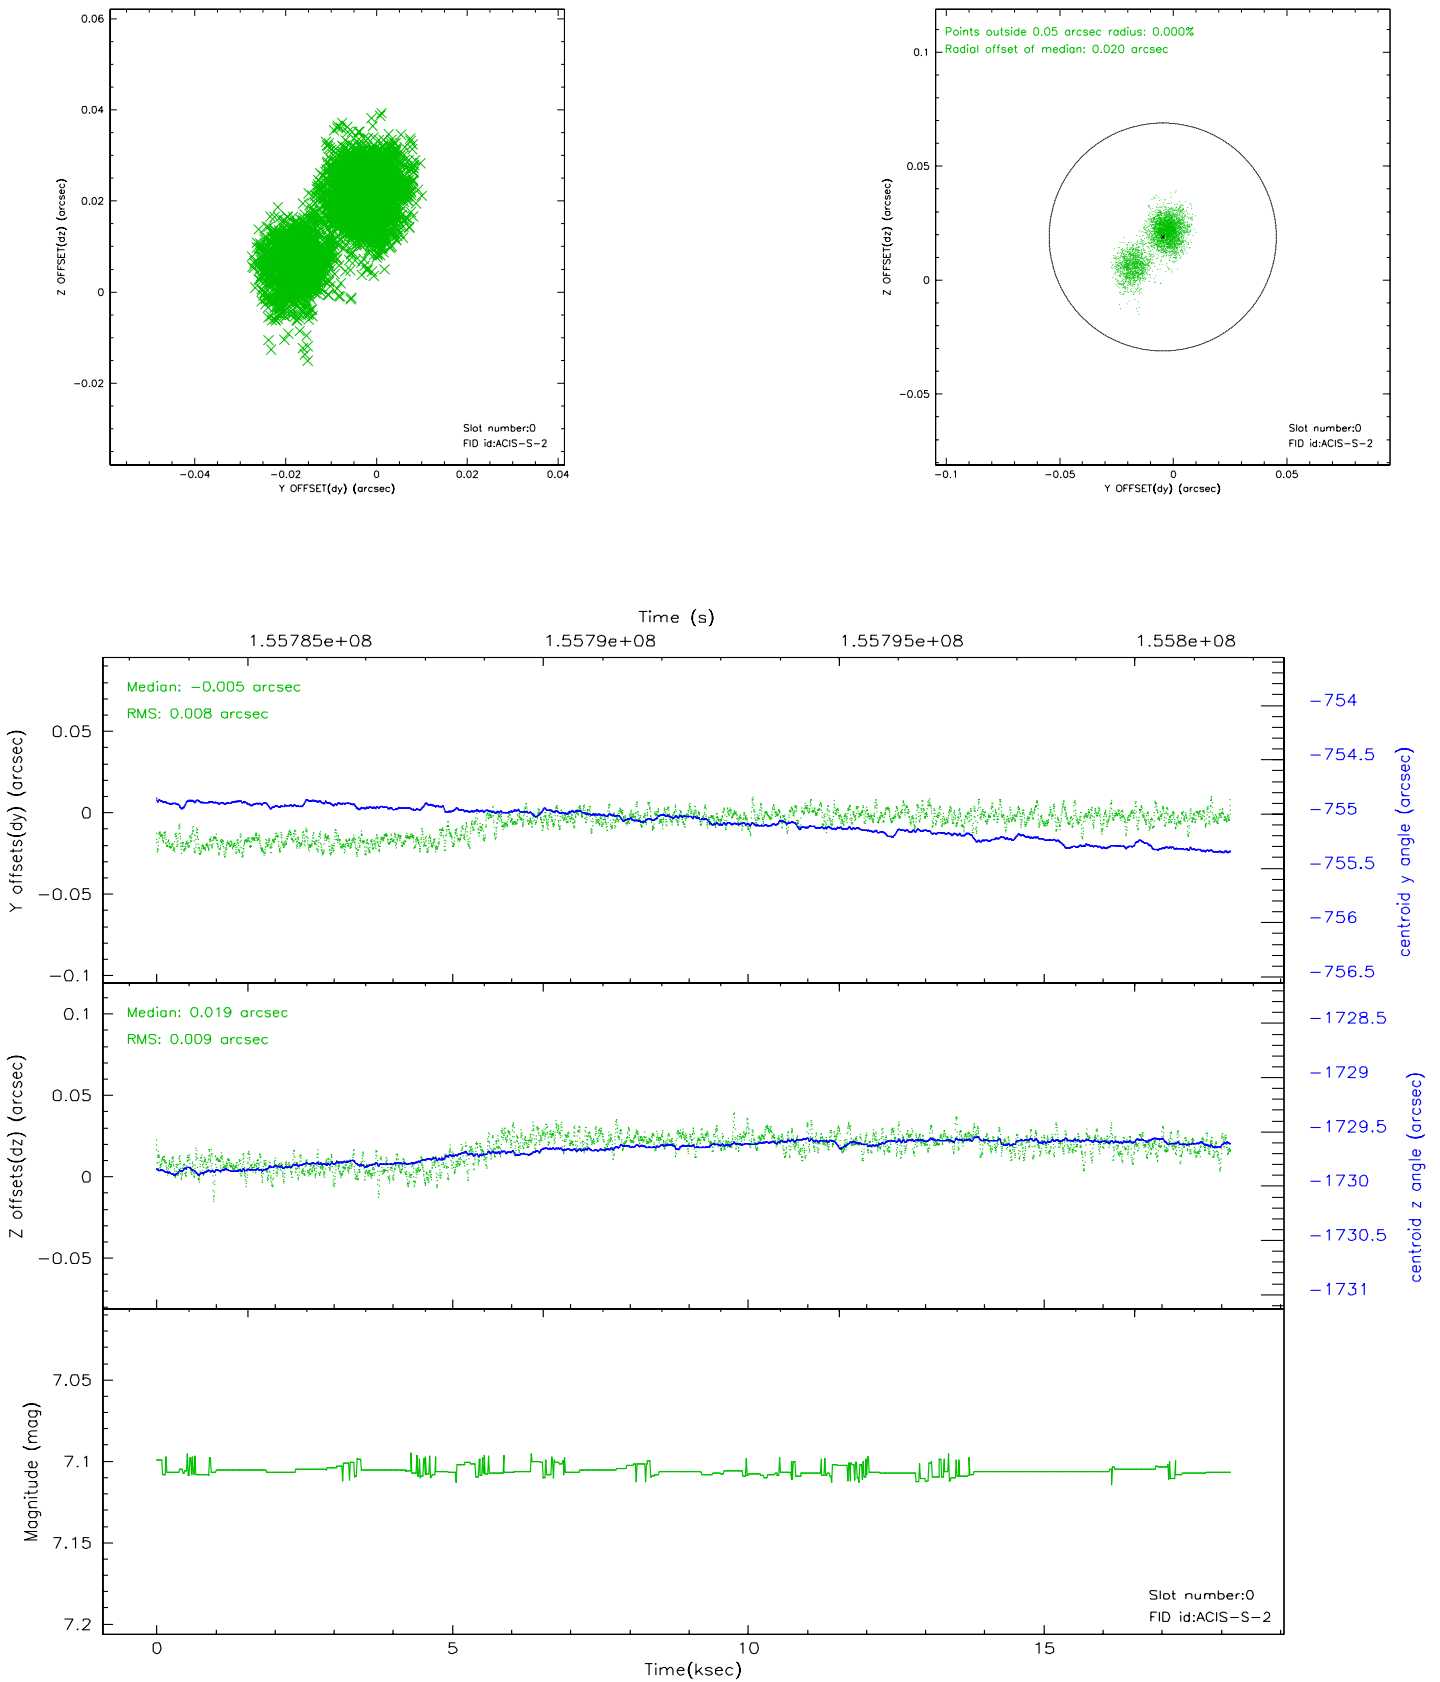 0.06
0.04
0.02
0
−0.02
Z OFFSET(dz) (arcsec)
Slot number:0
FID id:ACIS−S−2
−0.04
−0.02
0
0.02
0.04
Y OFFSET(dy) (arcsec)
Points outside 0.05 arcsec radius: 0.000%
Radial offset of median: 0.020 arcsec
0.1
0.05
0
−0.05
Z OFFSET(dz) (arcsec)
Slot number:0
FID id:ACIS−S−2
−0.1
−0.05
0
0.05
Y OFFSET(dy) (arcsec)
Time (s)
1.55785e+08
1.5579e+08
1.55795e+08
1.558e+08
Median: −0.005 arcsec
RMS: 0.008 arcsec
0.05
0
−0.05
−0.1
Y offsets(dy) (arcsec)
−754
−754.5
−755
−755.5
−756
−756.5
centroid y angle (arcsec)
Median: 0.019 arcsec
RMS: 0.009 arcsec
0.1
0.05
0
−0.05
Z offsets(dz) (arcsec)
−1728.5
−1729
−1729.5
−1730
−1730.5
−1731
centroid z angle (arcsec)
7.05
7.1
7.15
7.2
Magnitude (mag)
Slot number:0
FID id:ACIS−S−2
0
5
10
15
Time(ksec)